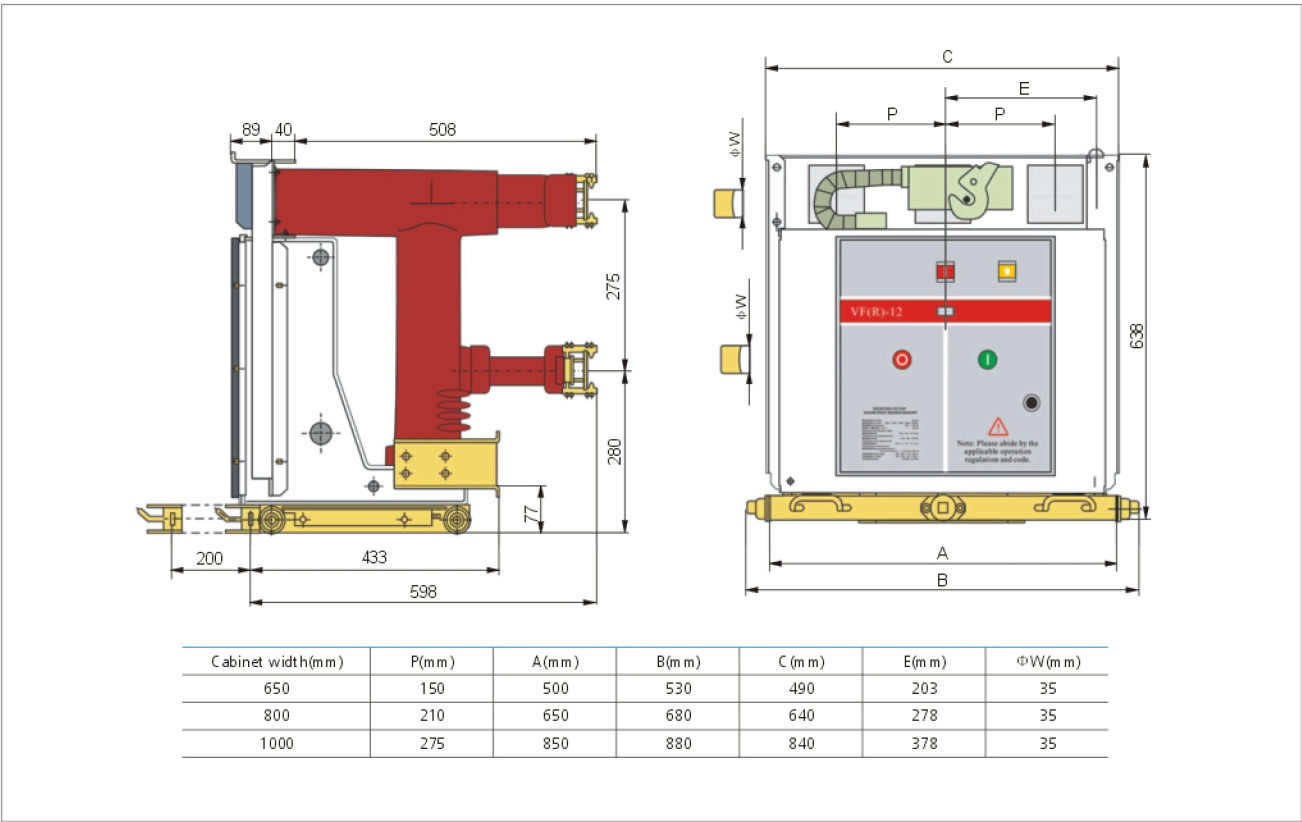 C
E
P P
89 40 508
ΦW
ΦW
275
280
77
638
VF(R)-12
Note: Please abide by the
applicable operation
regulation and code.
200 433
598
A
B
Cabinet width(mm) P(mm) A(mm) B(mm) C(mm) E(mm) ΦW(mm)
650 150 500 530 490 203 35
800 210 650 680 640 278 35
1000 275 850 880 840 378 35